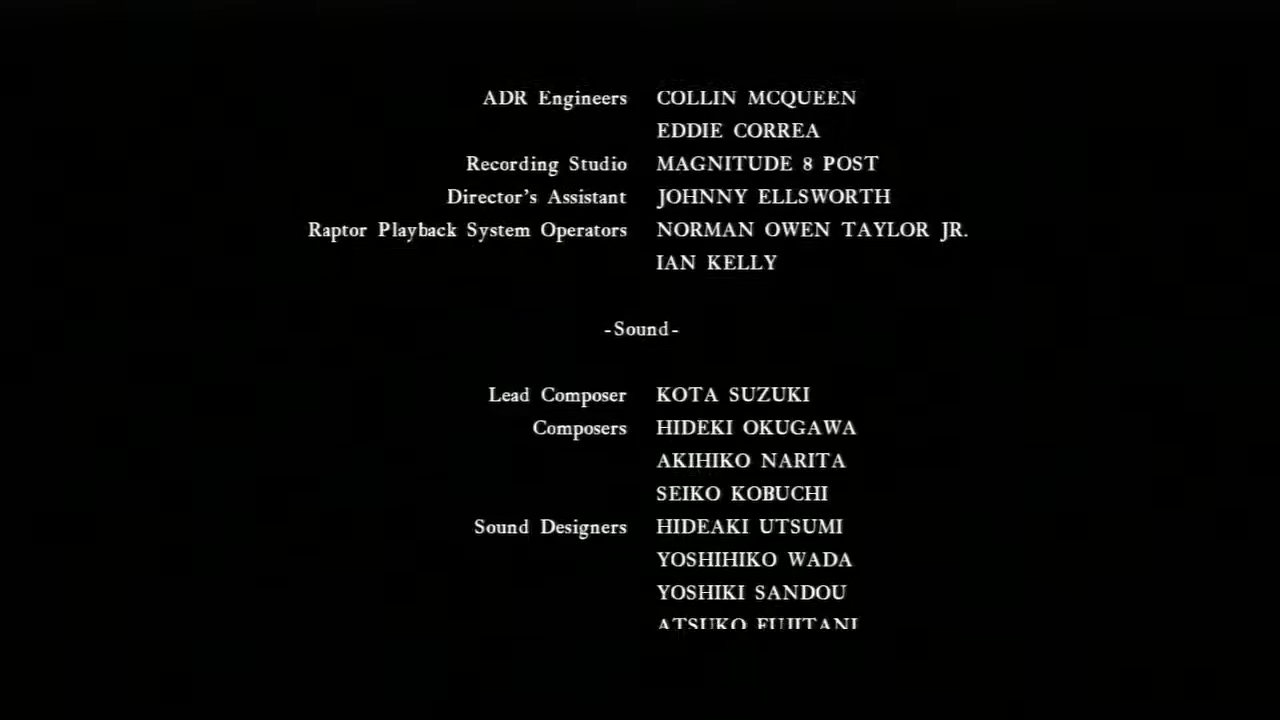 ADR Engineers COLLIN MCQUEEN
EDDIE CORREA
Recording Studio MAGNITUDE 8 POST
Director's Assistant JOHNNY ELLSWORTH
Raptor Playback System Operators NORMAN OWEN TAYLOR JR.
IAN KELLY
-Sound-
Lead Composer KOTA SUZUKI
Composers HIDEKI OKUGAWA
AKIHIKO NARITA
SEIKO KOBUCHI
Sound Designers HIDEAKI UTSUMI
YOSHIHIKO WADA
YOSHIKI SANDOU
ATSUKO FUJITANI